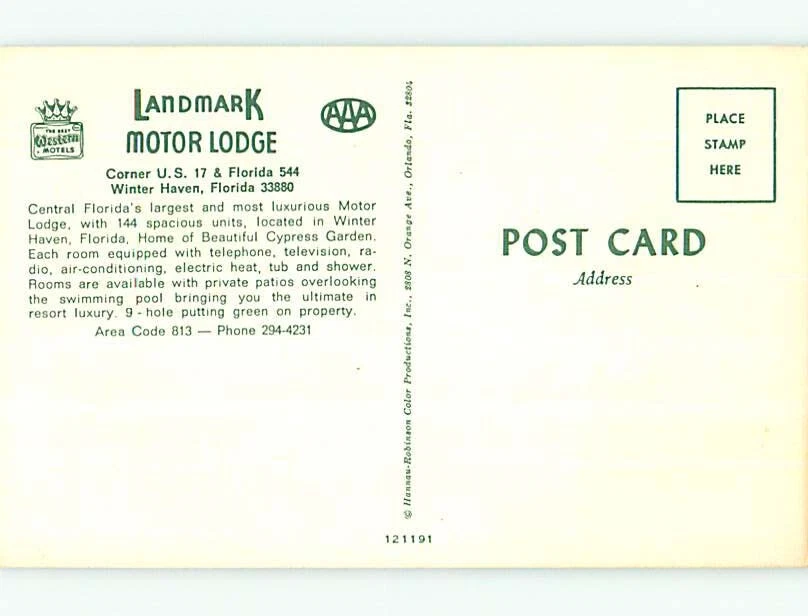 THE BEST
Western
MOTELS
LANDMARK
AAA
MOTOR LODGE
Corner U.S. 17 & Florida 544
Winter Haven, Florida 33880
Central Florida's largest and most luxurious Motor
Lodge, with 144 spacious units, located in Winter
Haven, Florida, Home of Beautiful Cypress Garden.
Each room equipped with telephone, television, ra-
dio, air-conditioning, electric heat, tub and shower.
Rooms are available with private patios overlooking
the swimming pool bringing you the ultimate in
resort luxury. 9 - hole putting green on property.
Area Code 813 — Phone 294-4231
© Hannau-Robinson Color Productions, Inc., 2808 N. Orange Ave., Orlando, Fla. 32804
121191
PLACE
STAMP
HERE
POST CARD
Address